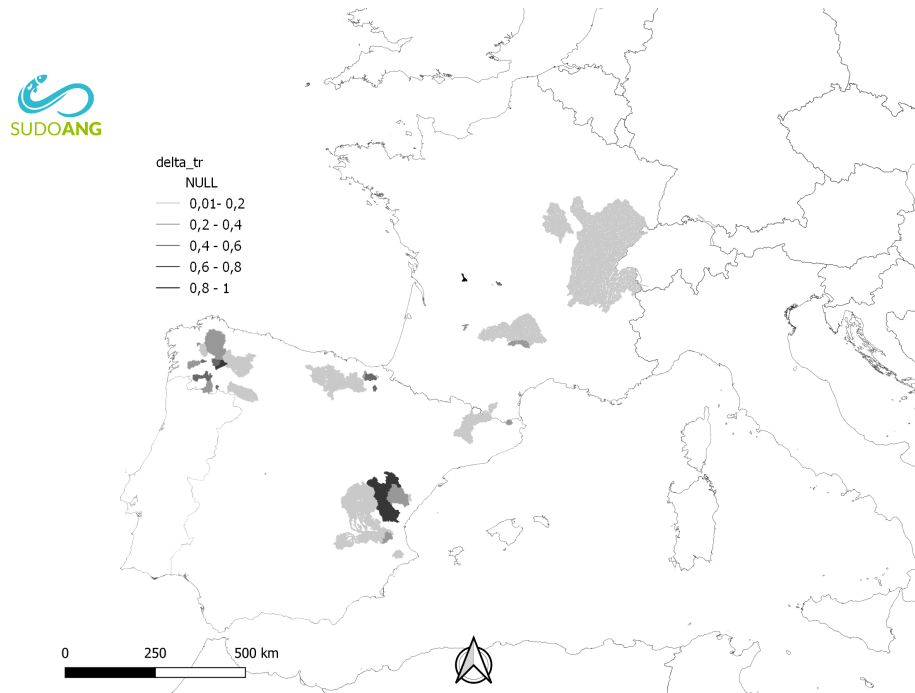 SUDOANG
delta_tr
NULL
0,01- 0,2
0,2 - 0,4
0,4 - 0,6
0,6 - 0,8
0,8 - 1
0 250 500 km